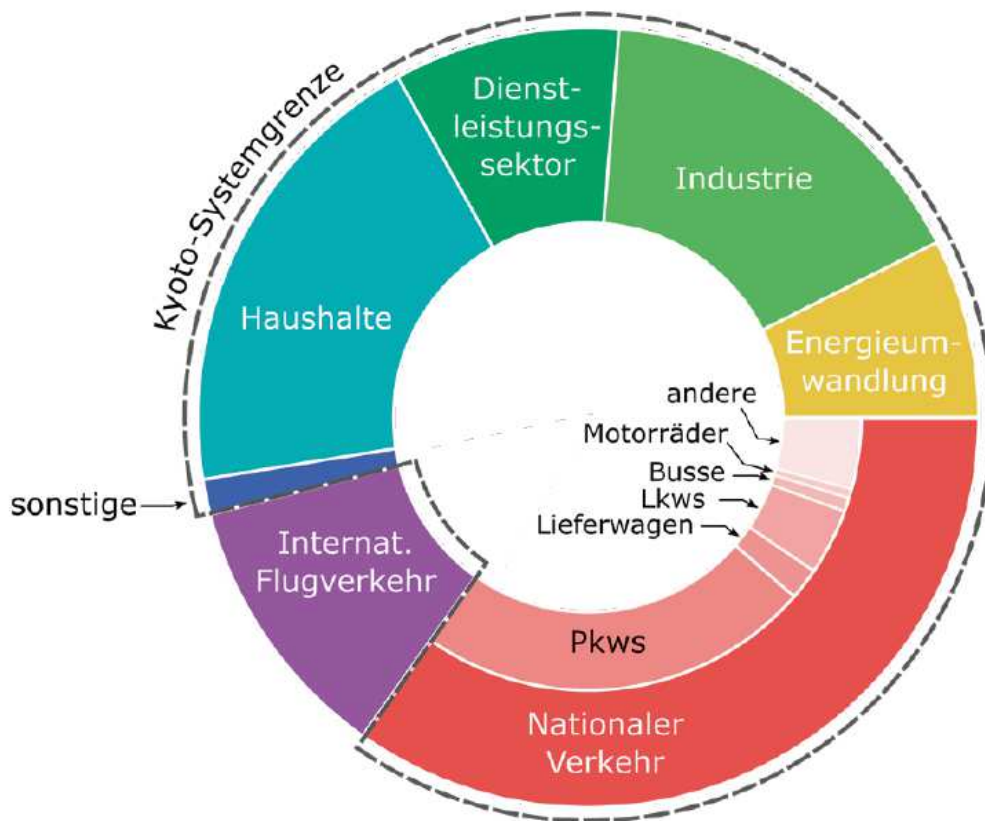 Kyoto-Systemgrenze
Dienst-
leistungs-
sektor
Industrie
Haushalte
Energieum-
wandlung
andere
Motorräder
Busse
Lkws
Lieferwagen
sonstige
Internat.
Flugverkehr
Pkws
Nationaler
Verkehr